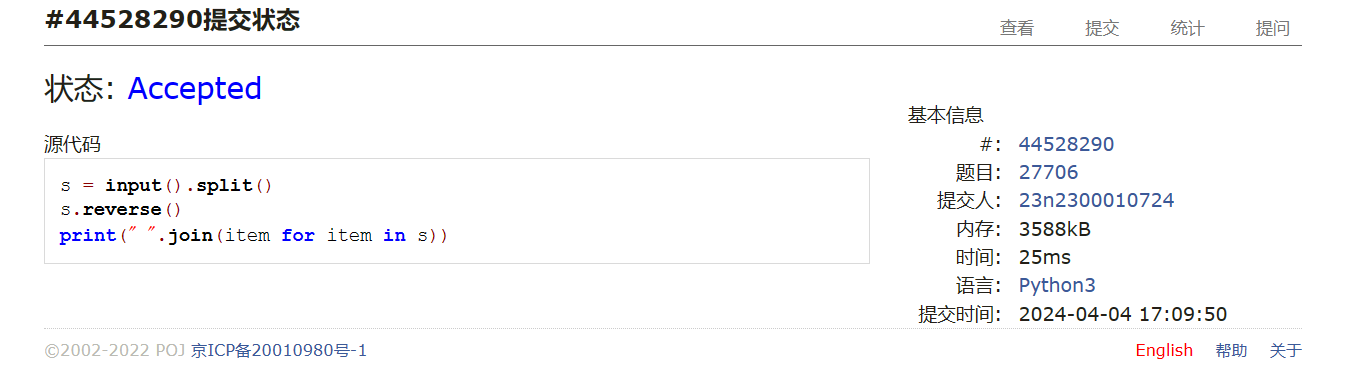 #44528290提交状态
查看 提交 统计 提问
状态: Accepted
源代码
s = input().split()
s.reverse()
print(" ".join(item for item in s))
基本信息
#: 44528290
题目: 27706
提交人: 23n2300010724
内存: 3588kB
时间: 25ms
语言: Python3
提交时间: 2024-04-04 17:09:50
©2002-2022 POJ 京ICP备20010980号-1
English 帮助 关于